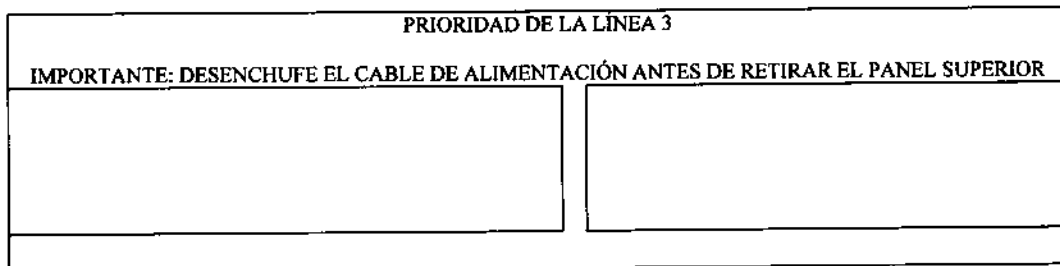 PRIORIDAD DE LA LÍNEA 3
IMPORTANTE: DESENCHUFE EL CABLE DE ALIMENTACIÓN ANTES DE RETIRAR EL PANEL SUPERIOR